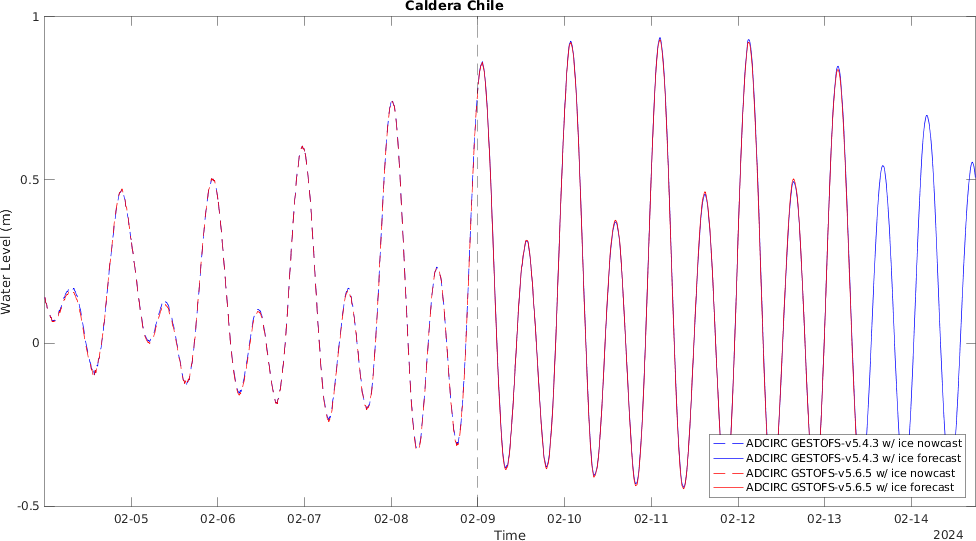 Caldera Chile
1
0.5
0
-0.5
Water Level (m)
02-05 02-06 02-07 02-08 02-09 02-10 02-11 02-12 02-13 02-14
Time
2024
ADCIRC GESTOFS-v5.4.3 w/ ice nowcast
ADCIRC GESTOFS-v5.4.3 w/ ice forecast
ADCIRC GSTOFS-v5.6.5 w/ ice nowcast
ADCIRC GSTOFS-v5.6.5 w/ ice forecast